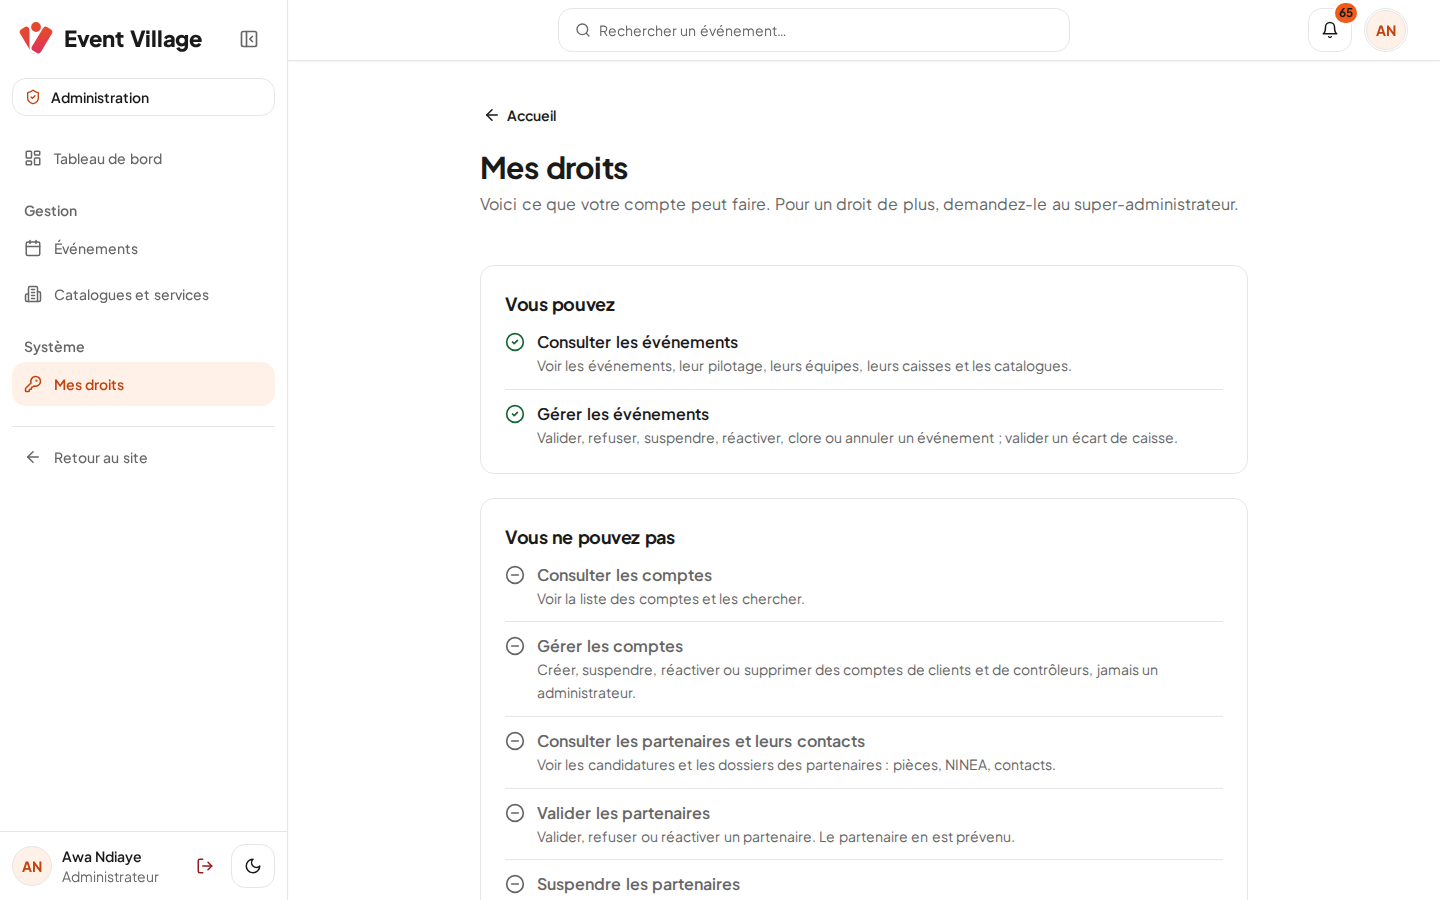 Event Village
Rechercher un événement...
65
AN
Administration
Tableau de bord
Gestion
Événements
Catalogues et services
Système
Mes droits
Retour au site
Accueil
Mes droits
Voici ce que votre compte peut faire. Pour un droit de plus, demandez-le au super-administrateur.
Vous pouvez
Consulter les événements
Voir les événements, leur pilotage, leurs équipes, leurs caisses et les catalogues.
Gérer les événements
Valider, refuser, suspendre, réactiver, clore ou annuler un événement ; valider un écart de caisse.
Vous ne pouvez pas
Consulter les comptes
Voir la liste des comptes et les chercher.
Gérer les comptes
Créer, suspendre, réactiver ou supprimer des comptes de clients et de contrôleurs, jamais un
administrateur.
Consulter les partenaires et leurs contacts
Voir les candidatures et les dossiers des partenaires : pièces, NINEA, contacts.
Valider les partenaires
Valider, refuser ou réactiver un partenaire. Le partenaire en est prévenu.
Suspendre les partenaires
AN
Awa Ndiaye
Administrateur